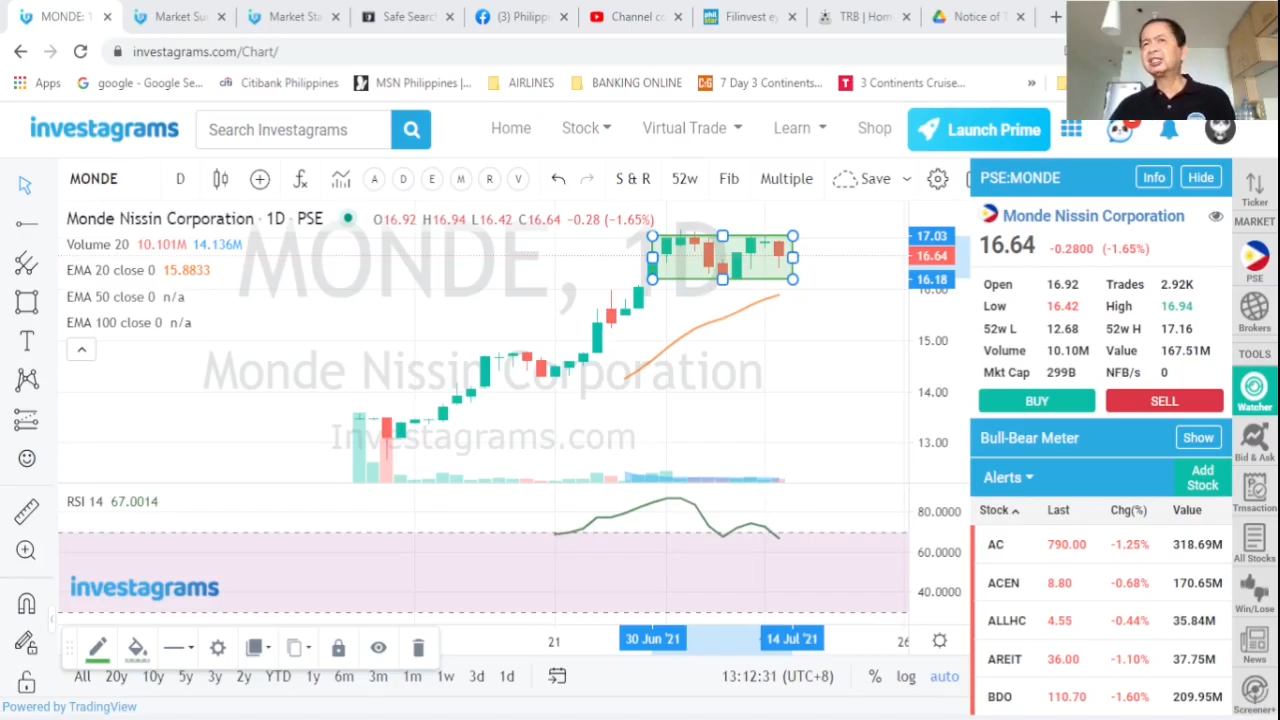 MONDE: 1
Market Su
Market Sta
Safe Searc
(3) Philipp
Channel co
Filinvest ey
TRB | Hom
Notice of T
investagrams.com/Chart/
Apps
google - Google Se...
Citibank Philippines
MSN Philippines |...
AIRLINES
BANKING ONLINE
7 Day 3 Continents...
3 Continents Cruise...
»
investagrams
Search Investagrams
Home
Stock
Virtual Trade
Learn
Shop
Launch Prime
MONDE
D
A
D
E
M
R
V
S & R
52w
Fib
Multiple
Save
Monde Nissin Corporation · 1D · PSE
O16.92 H16.94 L16.42 C16.64 -0.28 (-1.65%)
Volume 20 10.101M 14.136M
EMA 20 close 0 15.8833
EMA 50 close 0 n/a
EMA 100 close 0 n/a
MONDE, 1D
Monde Nissin Corporation
Investagrams.com
17.03
16.64
16.18
16.00
15.00
14.00
13.00
RSI 14 67.0014
80.0000
60.0000
40.0000
investagrams
21
30 Jun '21
14 Jul '21
26
All
20y
10y
5y
3y
2y
YTD
1y
6m
3m
1m
1w
3d
1d
13:12:31 (UTC+8)
%
log
auto
Powered by TradingView
PSE:MONDE
Info
Hide
Monde Nissin Corporation
16.64 -0.2800 (-1.65%)
Open 16.92 Trades 2.92K
Low 16.42 High 16.94
52w L 12.68 52w H 17.16
Volume 10.10M Value 167.51M
Mkt Cap 299B NFB/s 0
BUY
SELL
Bull-Bear Meter
Show
Alerts
Add
Stock
Stock Last Chg(%) Value
AC 790.00 -1.25% 318.69M
ACEN 8.80 -0.68% 170.65M
ALLHC 4.55 -0.44% 35.84M
AREIT 36.00 -1.10% 37.75M
BDO 110.70 -1.60% 209.95M
Ticker
MARKET
PSE
Brokers
TOOLS
Watcher
Bid & Ask
Trnsaction
All Stocks
Win/Lose
News
Screener+